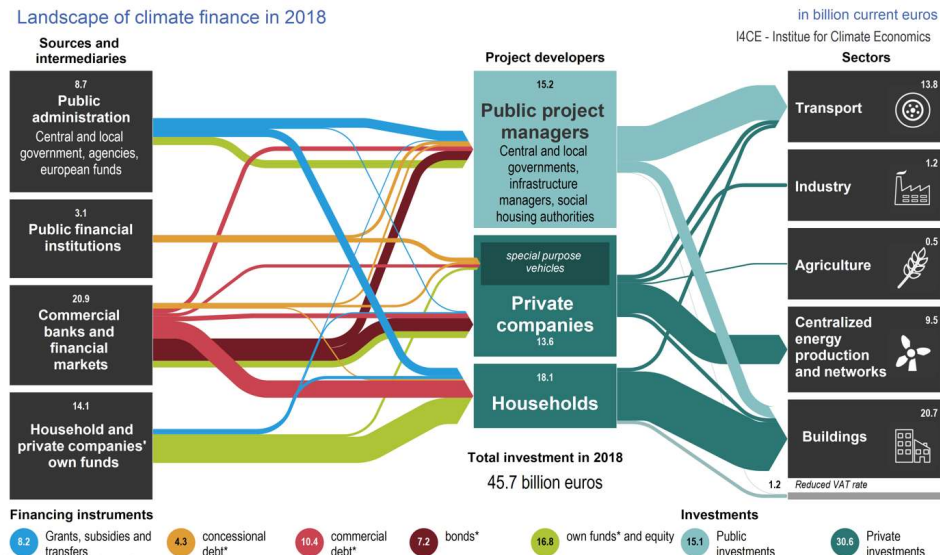 Landscape of climate finance in 2018
in billion current euros
I4CE - Institue for Climate Economics
Sources and
intermediaries
8.7
Public
administration
Central and local
government, agencies,
european funds
3.1
Public financial
institutions
20.9
Commercial
banks and
financial
markets
14.1
Household and
private companies'
own funds
Project developers
15.2
Public project
managers
Central and local
governments,
infrastructure
managers, social
housing authorities
special purpose
vehicles
Private
companies
13.6
18.1
Households
Total investment in 2018
45.7 billion euros
Sectors
13.8
Transport
1.2
Industry
0.5
Agriculture
9.5
Centralized
energy
production
and networks
20.7
Buildings
1.2 Reduced VAT rate
Financing instruments
8.2 Grants, subsidies and
transfers
4.3 concessional
debt*
10.4 commercial
debt*
7.2 bonds*
16.8 own funds* and equity
Investments
15.1 Public
investments
30.6 Private
investments